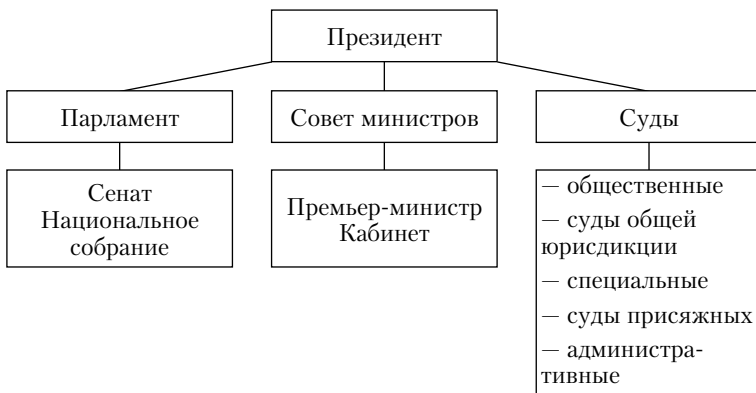 Президент
Парламент
Совет министров
Суды
Сенат
Национальное
собрание
Премьер-министр
Кабинет
— общественные
— суды общей
юрисдикции
— специальные
— суды присяжных
— администра-
тивные